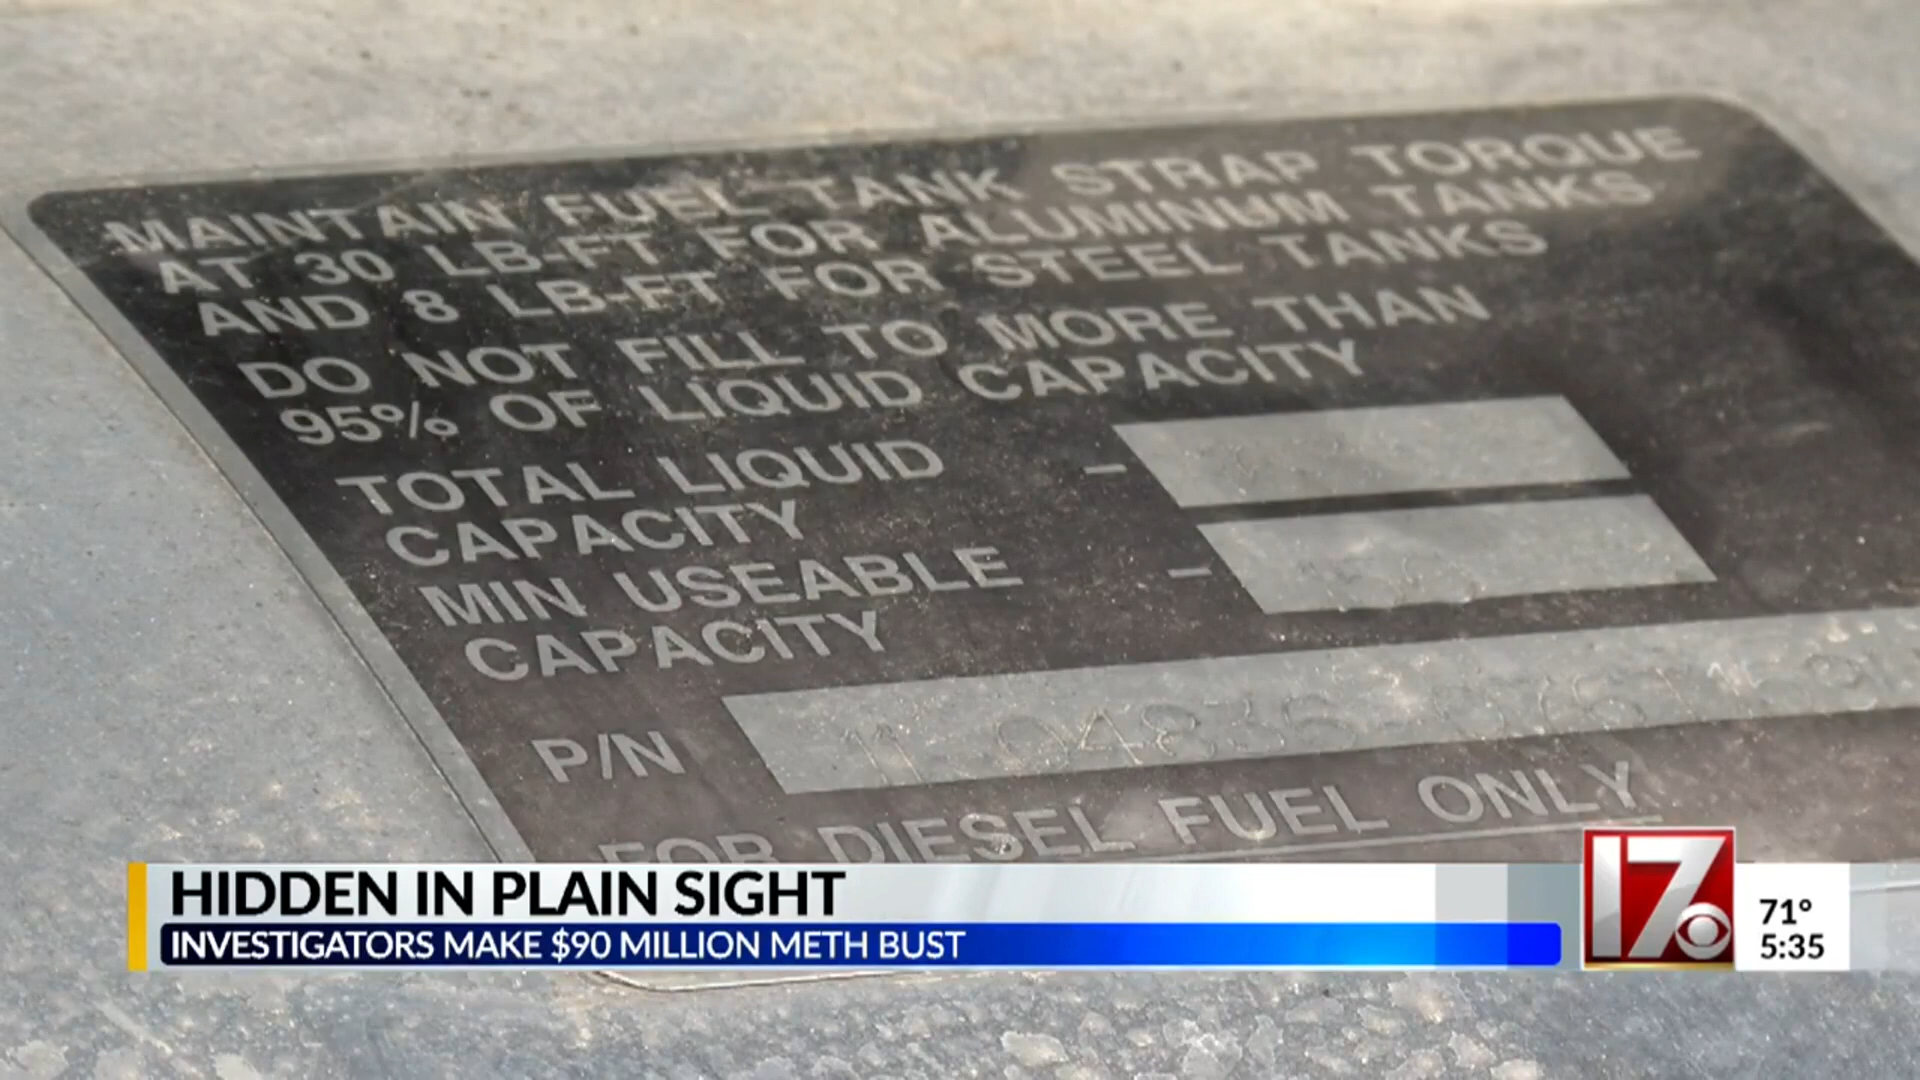 MAINTAIN FUEL TANK STRAP TORQUE
AT 30 LB-FT FOR ALUMINUM TANKS
AND 8 LB-FT FOR STEEL TANKS
DO NOT FILL TO MORE THAN
95% OF LIQUID CAPACITY
TOTAL LIQUID –
CAPACITY
MIN USEABLE –
CAPACITY
P/N
FOR DIESEL FUEL ONLY
HIDDEN IN PLAIN SIGHT
INVESTIGATORS MAKE $90 MILLION METH BUST
17
71°
5:35